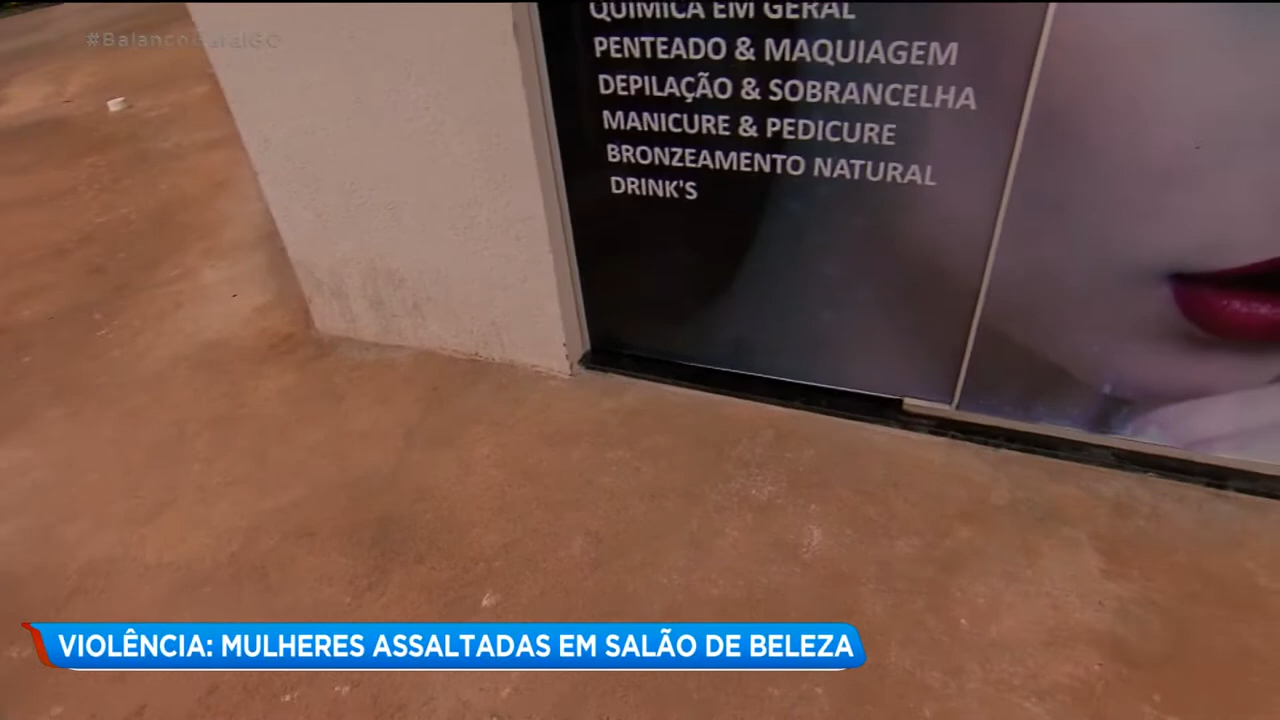 #BalancoGeralGO
QUÍMICA EM GERAL
PENTEADO & MAQUIAGEM
DEPILAÇÃO & SOBRANCELHA
MANICURE & PEDICURE
BRONZEAMENTO NATURAL
DRINK'S
VIOLÊNCIA: MULHERES ASSALTADAS EM SALÃO DE BELEZA